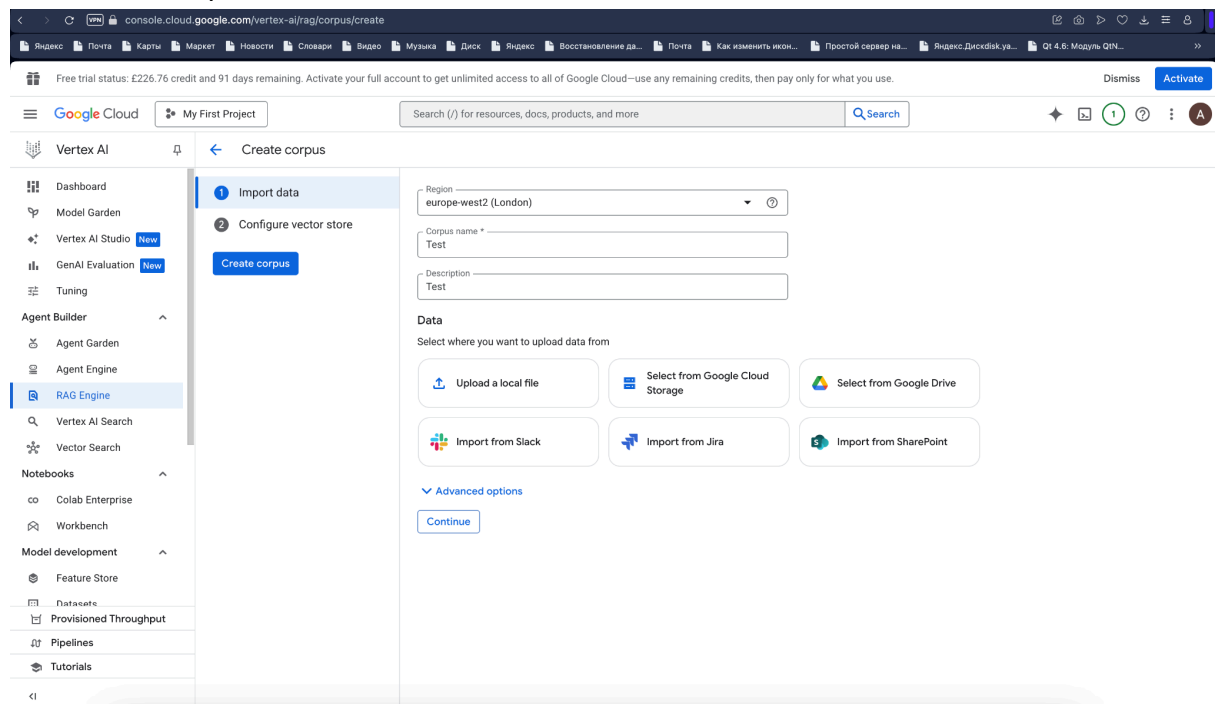 VPN console.cloud.google.com/vertex-ai/rag/corpus/create
Яндекс Почта Карты Маркет Новости Словари Видео Музыка Диск Яндекс Восстановление да... Почта Как изменить икон... Простой сервер на... Яндекс.Дискdisk.ya... Qt 4.6: Модуль QtN... »
Free trial status: £226.76 credit and 91 days remaining. Activate your full account to get unlimited access to all of Google Cloud—use any remaining credits, then pay only for what you use.
Dismiss Activate
Google Cloud My First Project Search (/) for resources, docs, products, and more Search 1 A
Vertex AI
Create corpus
Dashboard
Model Garden
Vertex AI Studio New
GenAI Evaluation New
Tuning
Agent Builder
Agent Garden
Agent Engine
RAG Engine
Vertex AI Search
Vector Search
Notebooks
Colab Enterprise
Workbench
Model development
Feature Store
Datasets
Provisioned Throughput
Pipelines
Tutorials
1 Import data
2 Configure vector store
Create corpus
Region
europe-west2 (London)
Corpus name *
Test
Description
Test
Data
Select where you want to upload data from
Upload a local file
Select from Google Cloud
Storage
Select from Google Drive
Import from Slack
Import from Jira
Import from SharePoint
Advanced options
Continue